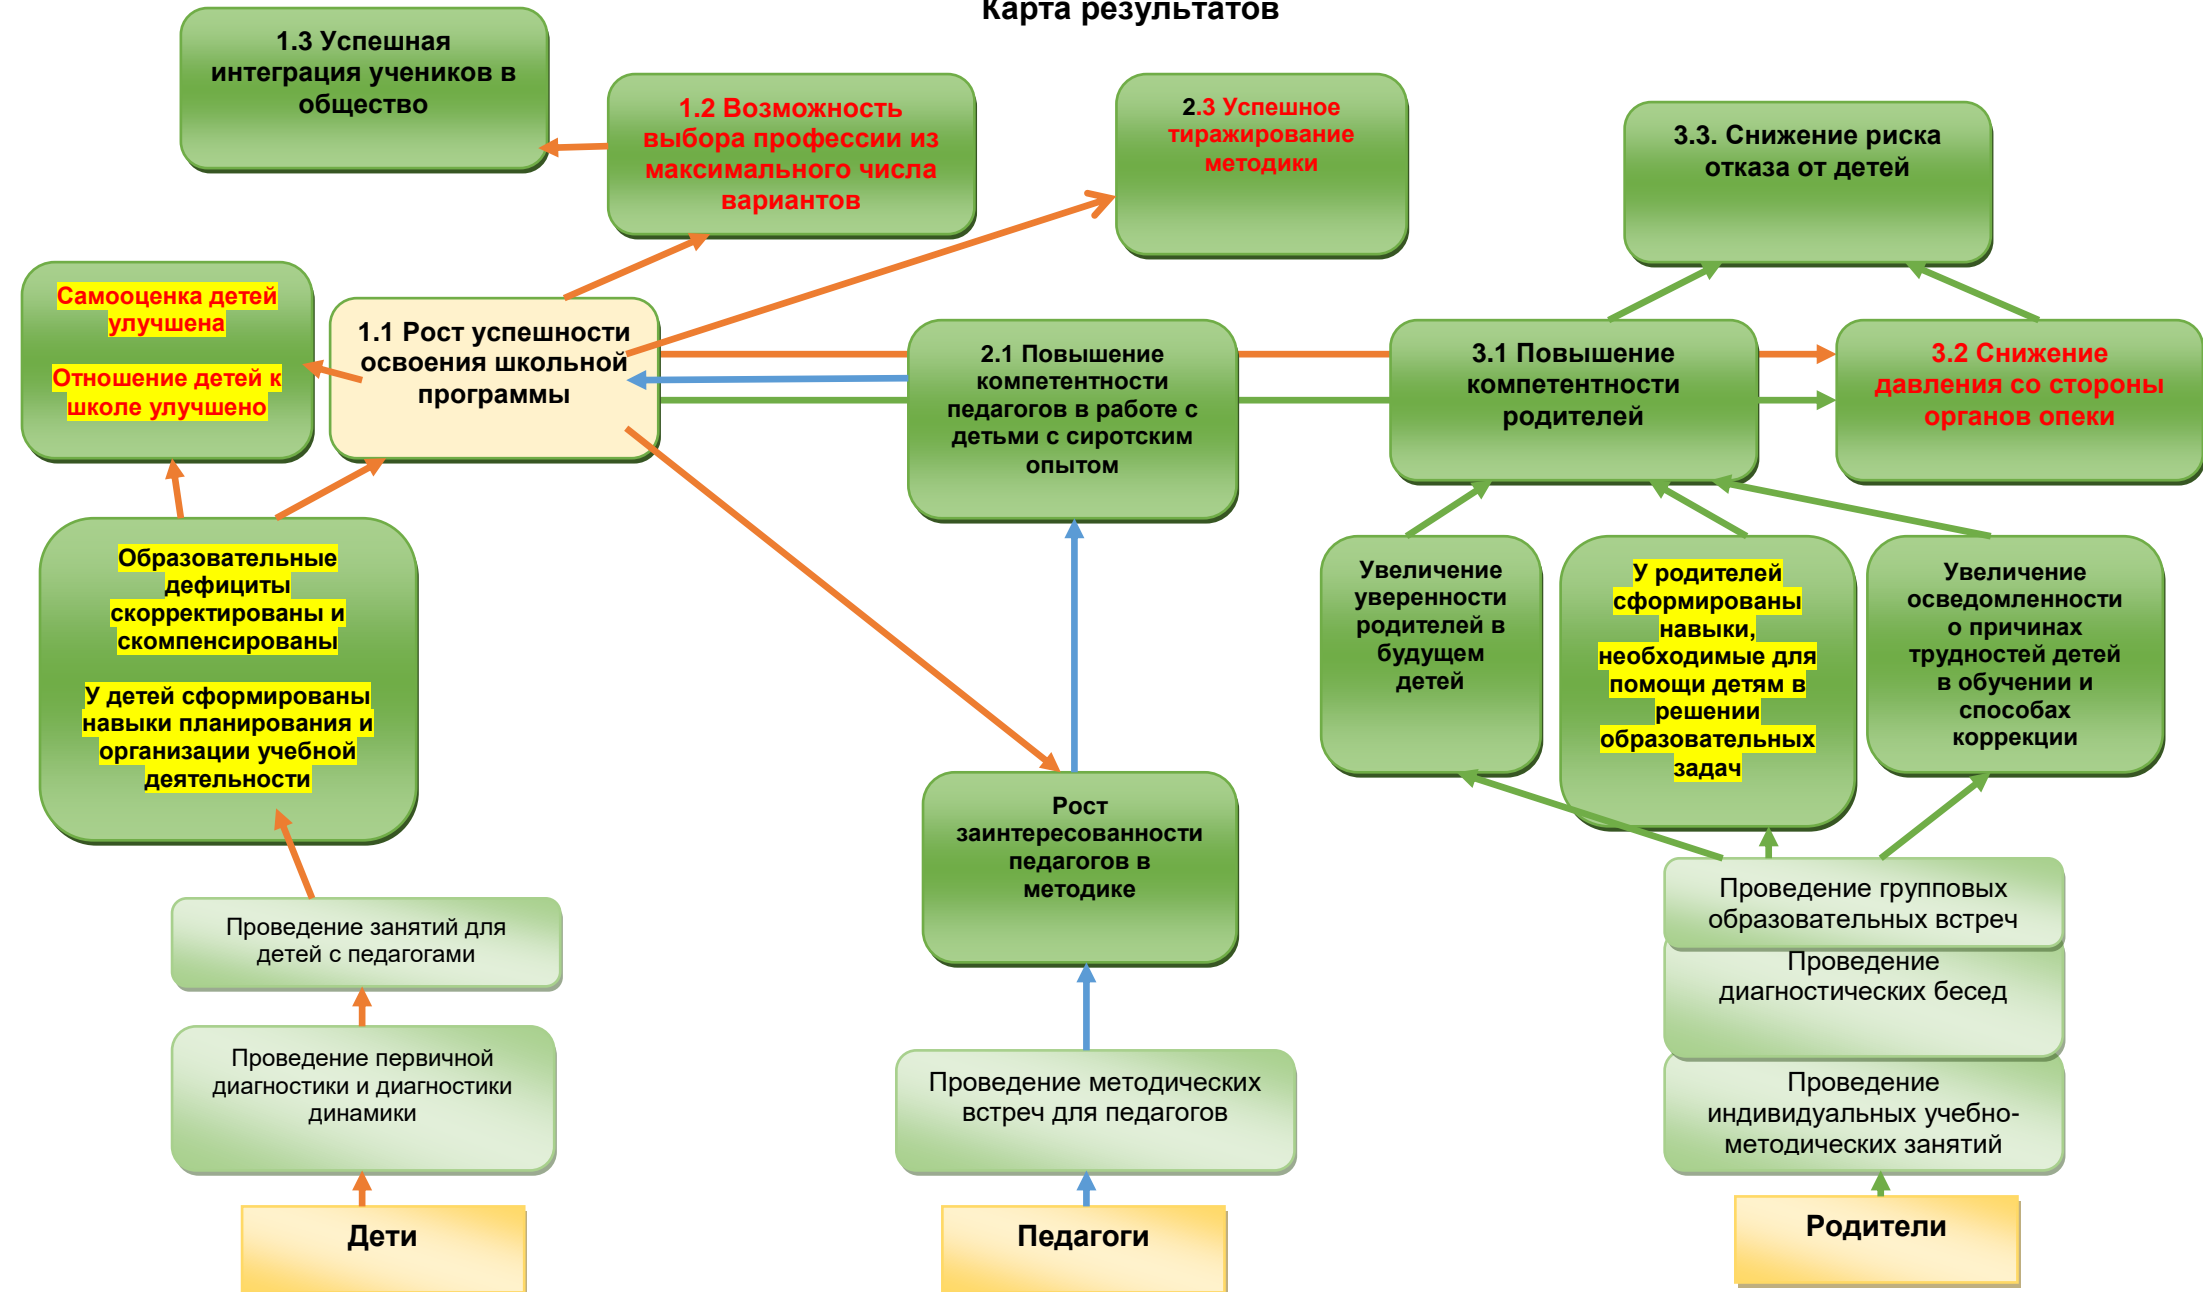 Карта результатов
1.3 Успешная
интеграция учеников в
общество
1.2 Возможность
выбора профессии из
максимального числа
вариантов
2.3 Успешное
тиражирование
методики
3.3. Снижение риска
отказа от детей
Самооценка детей
улучшена
Отношение детей к
школе улучшено
1.1 Рост успешности
освоения школьной
программы
2.1 Повышение
компетентности
педагогов в работе с
детьми с сиротским
опытом
3.1 Повышение
компетентности
родителей
3.2 Снижение
давления со стороны
органов опеки
Образовательные
дефициты
скорректированы и
скомпенсированы
У детей сформированы
навыки планирования и
организации учебной
деятельности
Увеличение
уверенности
родителей в
будущем
детей
У родителей
сформированы
навыки,
необходимые для
помощи детям в
решении
образовательных
задач
Увеличение
осведомленности
о причинах
трудностей детей
в обучении и
способах
коррекции
Рост
заинтересованности
педагогов в
методике
Проведение занятий для
детей с педагогами
Проведение групповых
образовательных встреч
Проведение
диагностических бесед
Проведение первичной
диагностики и диагностики
динамики
Проведение методических
встреч для педагогов
Проведение
индивидуальных учебно-
методических занятий
Дети
Педагоги
Родители